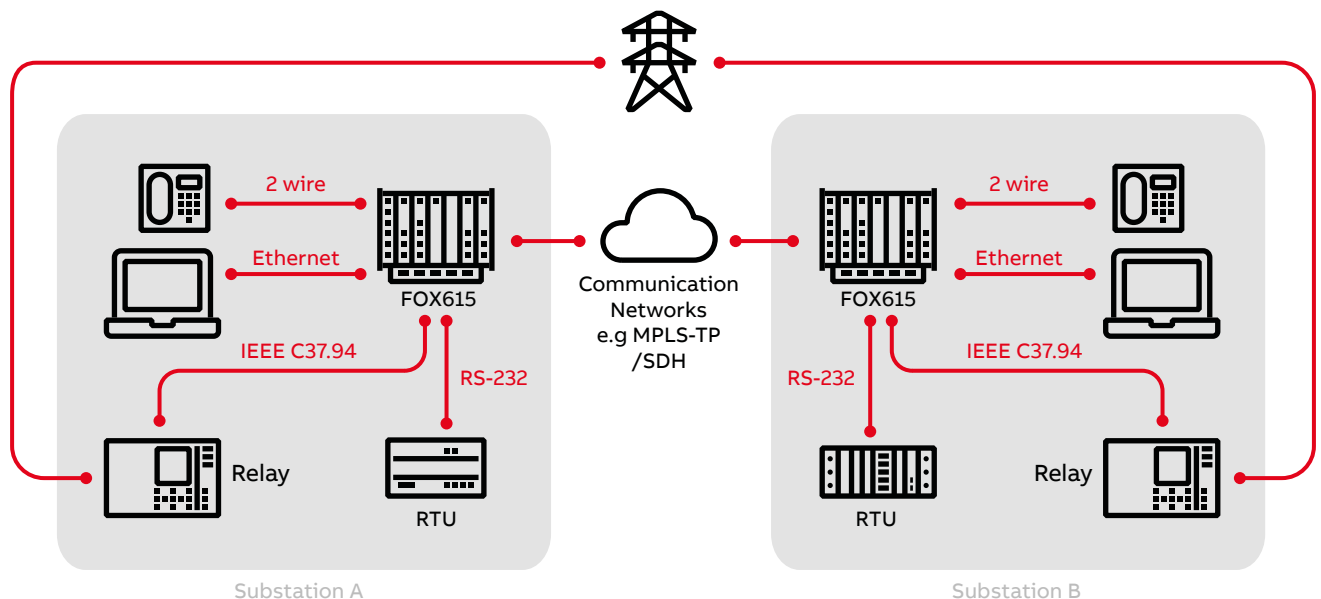 2 wire
Ethernet
FOX615
IEEE C37.94
RS-232
Relay
RTU
Substation A
Communication
Networks
e.g MPLS-TP
/SDH
2 wire
Ethernet
FOX615
IEEE C37.94
RS-232
Relay
RTU
Substation B